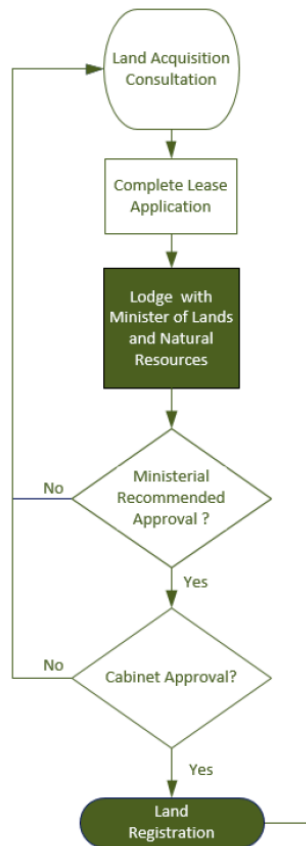 Land Acquisition
Consultation
Complete Lease
Application
Lodge with
Minister of Lands
and Natural
Resources
Ministerial
Recommended
Approval ?
No
Yes
Cabinet Approval?
No
Yes
Land
Registration